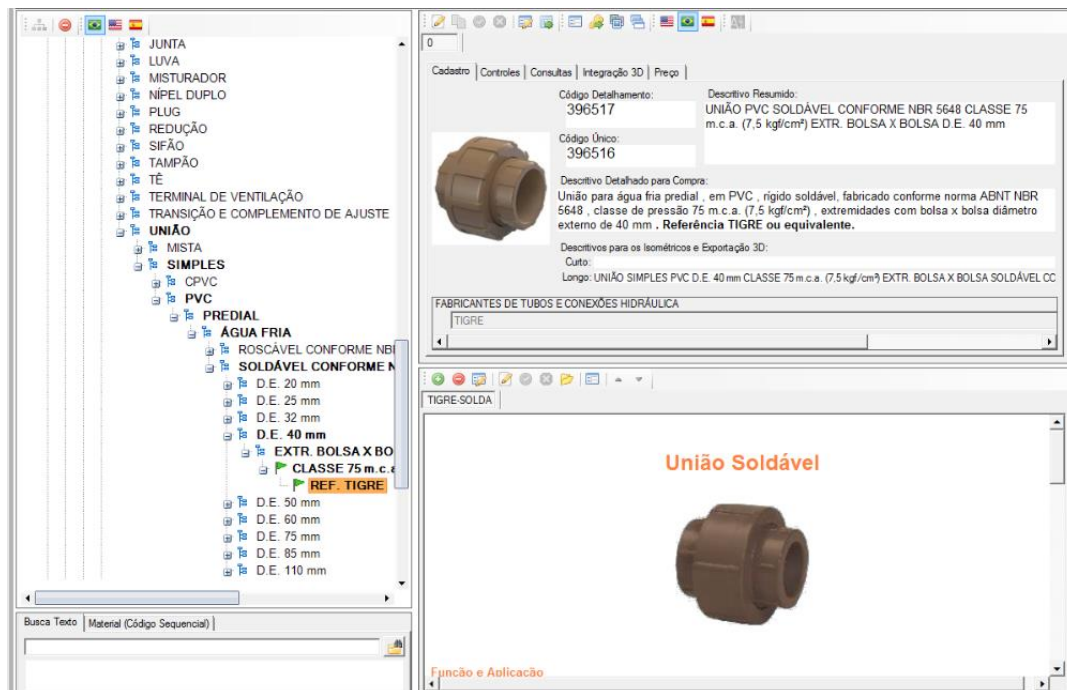 JUNTA
LUVA
MISTURADOR
NÍPEL DUPLO
PLUG
REDUÇÃO
SIFÃO
TAMPÃO
TÊ
TERMINAL DE VENTILAÇÃO
TRANSIÇÃO E COMPLEMENTO DE AJUSTE
UNIÃO
MISTA
SIMPLES
CPVC
PVC
PREDIAL
ÁGUA FRIA
ROSCÁVEL CONFORME NBI
SOLDÁVEL CONFORME N
D.E. 20 mm
D.E. 25 mm
D.E. 32 mm
D.E. 40 mm
EXTR. BOLSA X BO
CLASSE 75 m.c.a
REF. TIGRE
D.E. 50 mm
D.E. 60 mm
D.E. 75 mm
D.E. 85 mm
D.E. 110 mm
Busca Texto Material (Código Sequencial)
0
Cadastro Controles Consultas Integração 3D Preço
Código Detalhamento:
396517
Código Único:
396516
Descritivo Resumido:
UNIÃO PVC SOLDÁVEL CONFORME NBR 5648 CLASSE 75
m.c.a. (7,5 kgf/cm²) EXTR. BOLSA X BOLSA D.E. 40 mm
Descritivo Detalhado para Compra:
União para água fria predial , em PVC , rígido soldável, fabricado conforme norma ABNT NBR
5648 , classe de pressão 75 m.c.a. (7,5 kgf/cm²) , extremidades com bolsa x bolsa diâmetro
externo de 40 mm . Referência TIGRE ou equivalente.
Descritivos para os Isométricos e Exportação 3D:
Curto:
Longo: UNIÃO SIMPLES PVC D.E. 40 mm CLASSE 75 m.c.a. (7,5 kgf/cm²) EXTR. BOLSA X BOLSA SOLDÁVEL CC
FABRICANTES DE TUBOS E CONEXÕES HIDRÁULICA
TIGRE
TIGRE-SOLDA
União Soldável
Função e Aplicação